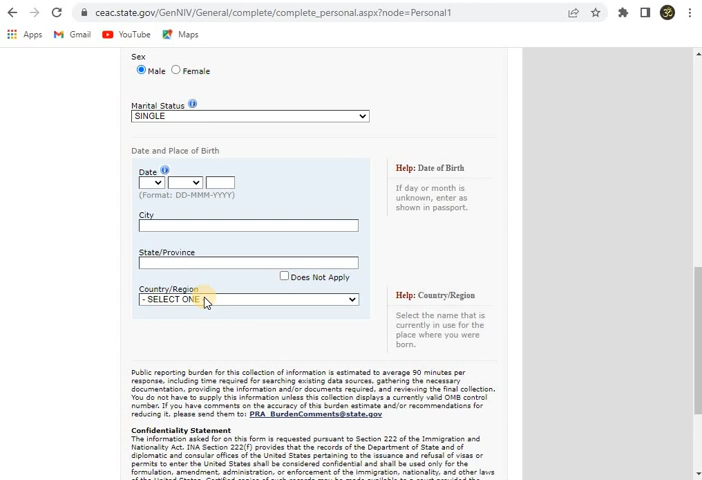 ceac.state.gov/GenNIV/General/complete/complete_personal.aspx?node=Personal1
Apps Gmail YouTube Maps
Sex
Male Female
Marital Status
SINGLE
Date and Place of Birth
Date
(Format: DD-MMM-YYYY)
Help: Date of Birth
If day or month is
unknown, enter as
shown in passport.
City
State/Province
Does Not Apply
Country/Region
- SELECT ONE
Help: Country/Region
Select the name that is
currently in use for the
place where you were
born.
Public reporting burden for this collection of information is estimated to average 90 minutes per
response, including time required for searching existing data sources, gathering the necessary
documentation, providing the information and/or documents required, and reviewing the final collection.
You do not have to supply this information unless this collection displays a currently valid OMB control
number. If you have comments on the accuracy of this burden estimate and/or recommendations for
reducing it, please send them to: PRA_BurdenComments@state.gov
Confidentiality Statement
The information asked for on this form is requested pursuant to Section 222 of the Immigration and
Nationality Act. INA Section 222(f) provides that the records of the Department of State and of
diplomatic and consular offices of the United States pertaining to the issuance and refusal of visas or
permits to enter the United States shall be considered confidential and shall be used only for the
formulation, amendment, administration, or enforcement of the immigration, nationality, and other laws